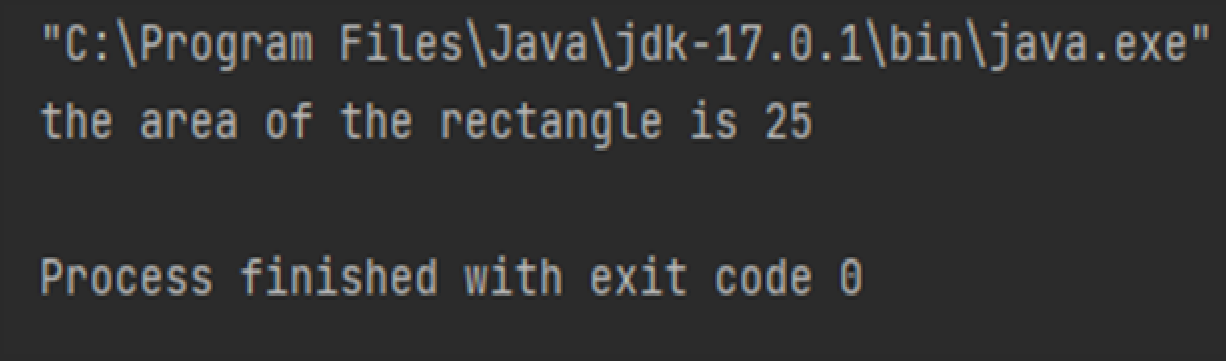 "C:\Program Files\Java\jdk-17.0.1\bin\java.exe"
the area of the rectangle is 25
Process finished with exit code 0